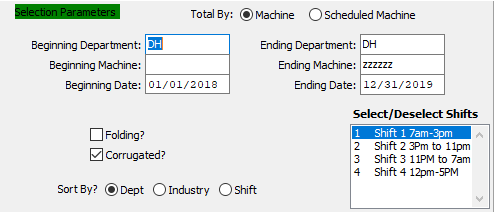 Selection Parameters Total By: Machine Scheduled Machine
Beginning Department: DH Ending Department: DH
Beginning Machine: Ending Machine: zzzzzz
Beginning Date: 01/01/2018 Ending Date: 12/31/2019
Select/Deselect Shifts
Folding?
Corrugated?
Sort By? Dept Industry Shift
1 Shift 1 7am-3pm
2 Shift 2 3Pm to 11pm
3 Shift 3 11PM to 7am
4 Shift 4 12pm-5PM